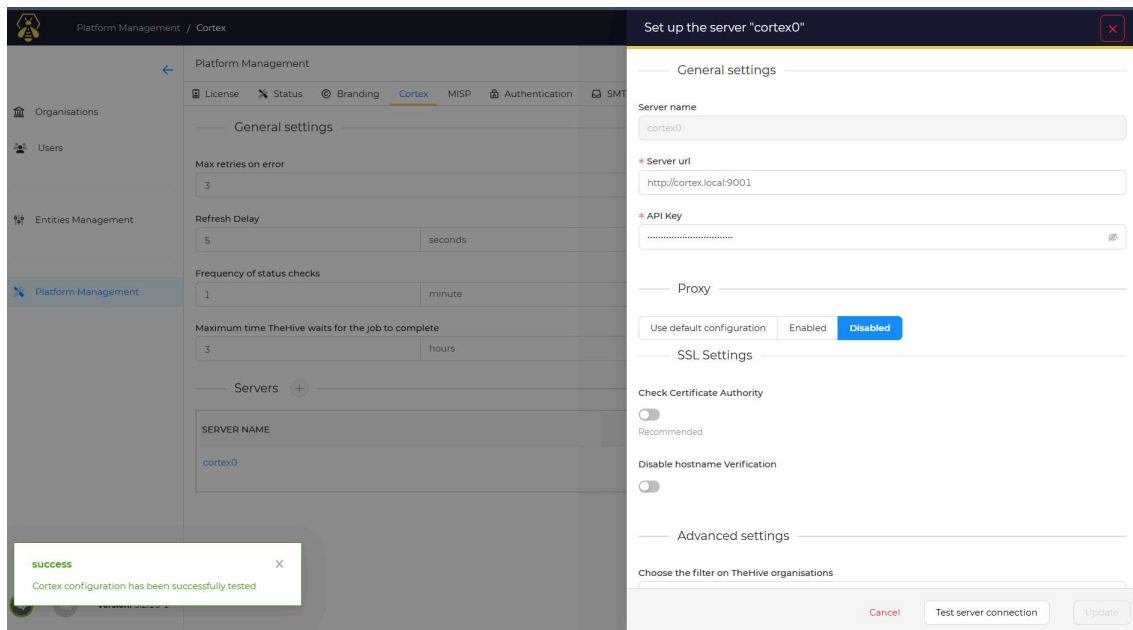 Platform Management / Cortex
Set up the server "cortex0"
Platform Management
License Status Branding Cortex MISP Authentication SMT
Organisations
Users
Entities Management
Platform Management
General settings
Max retries on error
3
Refresh Delay
5 seconds
Frequency of status checks
1 minute
Maximum time TheHive waits for the job to complete
3 hours
Servers
SERVER NAME
cortex0
General settings
Server name
cortex0
* Server url
http://cortex.local:9001
* API Key
Proxy
Use default configuration Enabled Disabled
SSL Settings
Check Certificate Authority
Recommended
Disable hostname Verification
Advanced settings
Choose the filter on TheHive organisations
Cancel Test server connection Update
success
Cortex configuration has been successfully tested